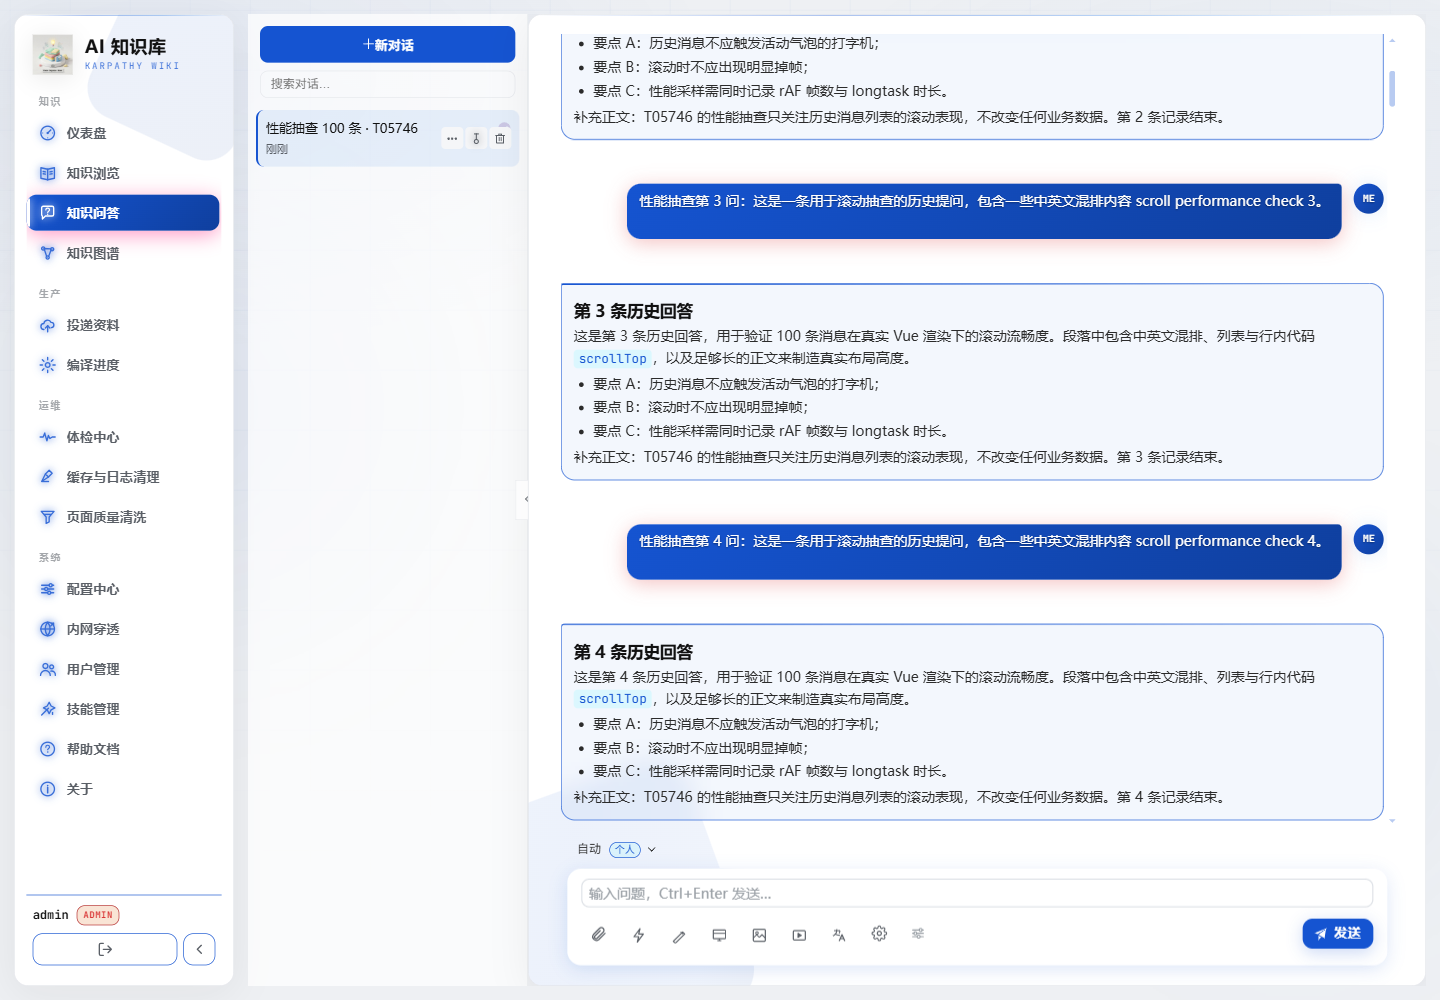 AI 知识库
KARPATHY WIKI
知识
仪表盘
知识浏览
知识问答
知识图谱
生产
投递资料
编译进度
运维
体检中心
缓存与日志清理
页面质量清洗
系统
配置中心
内网穿透
用户管理
技能管理
帮助文档
关于
admin ADMIN
+新对话
搜索对话...
性能抽查 100 条 · T05746
刚刚
• 要点 A：历史消息不应触发活动气泡的打字机；
• 要点 B：滚动时不应出现明显掉帧；
• 要点 C：性能采样需同时记录 rAF 帧数与 longtask 时长。
补充正文：T05746 的性能抽查只关注历史消息列表的滚动表现，不改变任何业务数据。第 2 条记录结束。
性能抽查第 3 问：这是一条用于滚动抽查的历史提问，包含一些中英文混排内容 scroll performance check 3。
ME
第 3 条历史回答
这是第 3 条历史回答，用于验证 100 条消息在真实 Vue 渲染下的滚动流畅度。段落中包含中英文混排、列表与行内代码
scrollTop，以及足够长的正文来制造真实布局高度。
• 要点 A：历史消息不应触发活动气泡的打字机；
• 要点 B：滚动时不应出现明显掉帧；
• 要点 C：性能采样需同时记录 rAF 帧数与 longtask 时长。
补充正文：T05746 的性能抽查只关注历史消息列表的滚动表现，不改变任何业务数据。第 3 条记录结束。
性能抽查第 4 问：这是一条用于滚动抽查的历史提问，包含一些中英文混排内容 scroll performance check 4。
ME
第 4 条历史回答
这是第 4 条历史回答，用于验证 100 条消息在真实 Vue 渲染下的滚动流畅度。段落中包含中英文混排、列表与行内代码
scrollTop，以及足够长的正文来制造真实布局高度。
• 要点 A：历史消息不应触发活动气泡的打字机；
• 要点 B：滚动时不应出现明显掉帧；
• 要点 C：性能采样需同时记录 rAF 帧数与 longtask 时长。
补充正文：T05746 的性能抽查只关注历史消息列表的滚动表现，不改变任何业务数据。第 4 条记录结束。
自动 个人
输入问题，Ctrl+Enter 发送...
发送